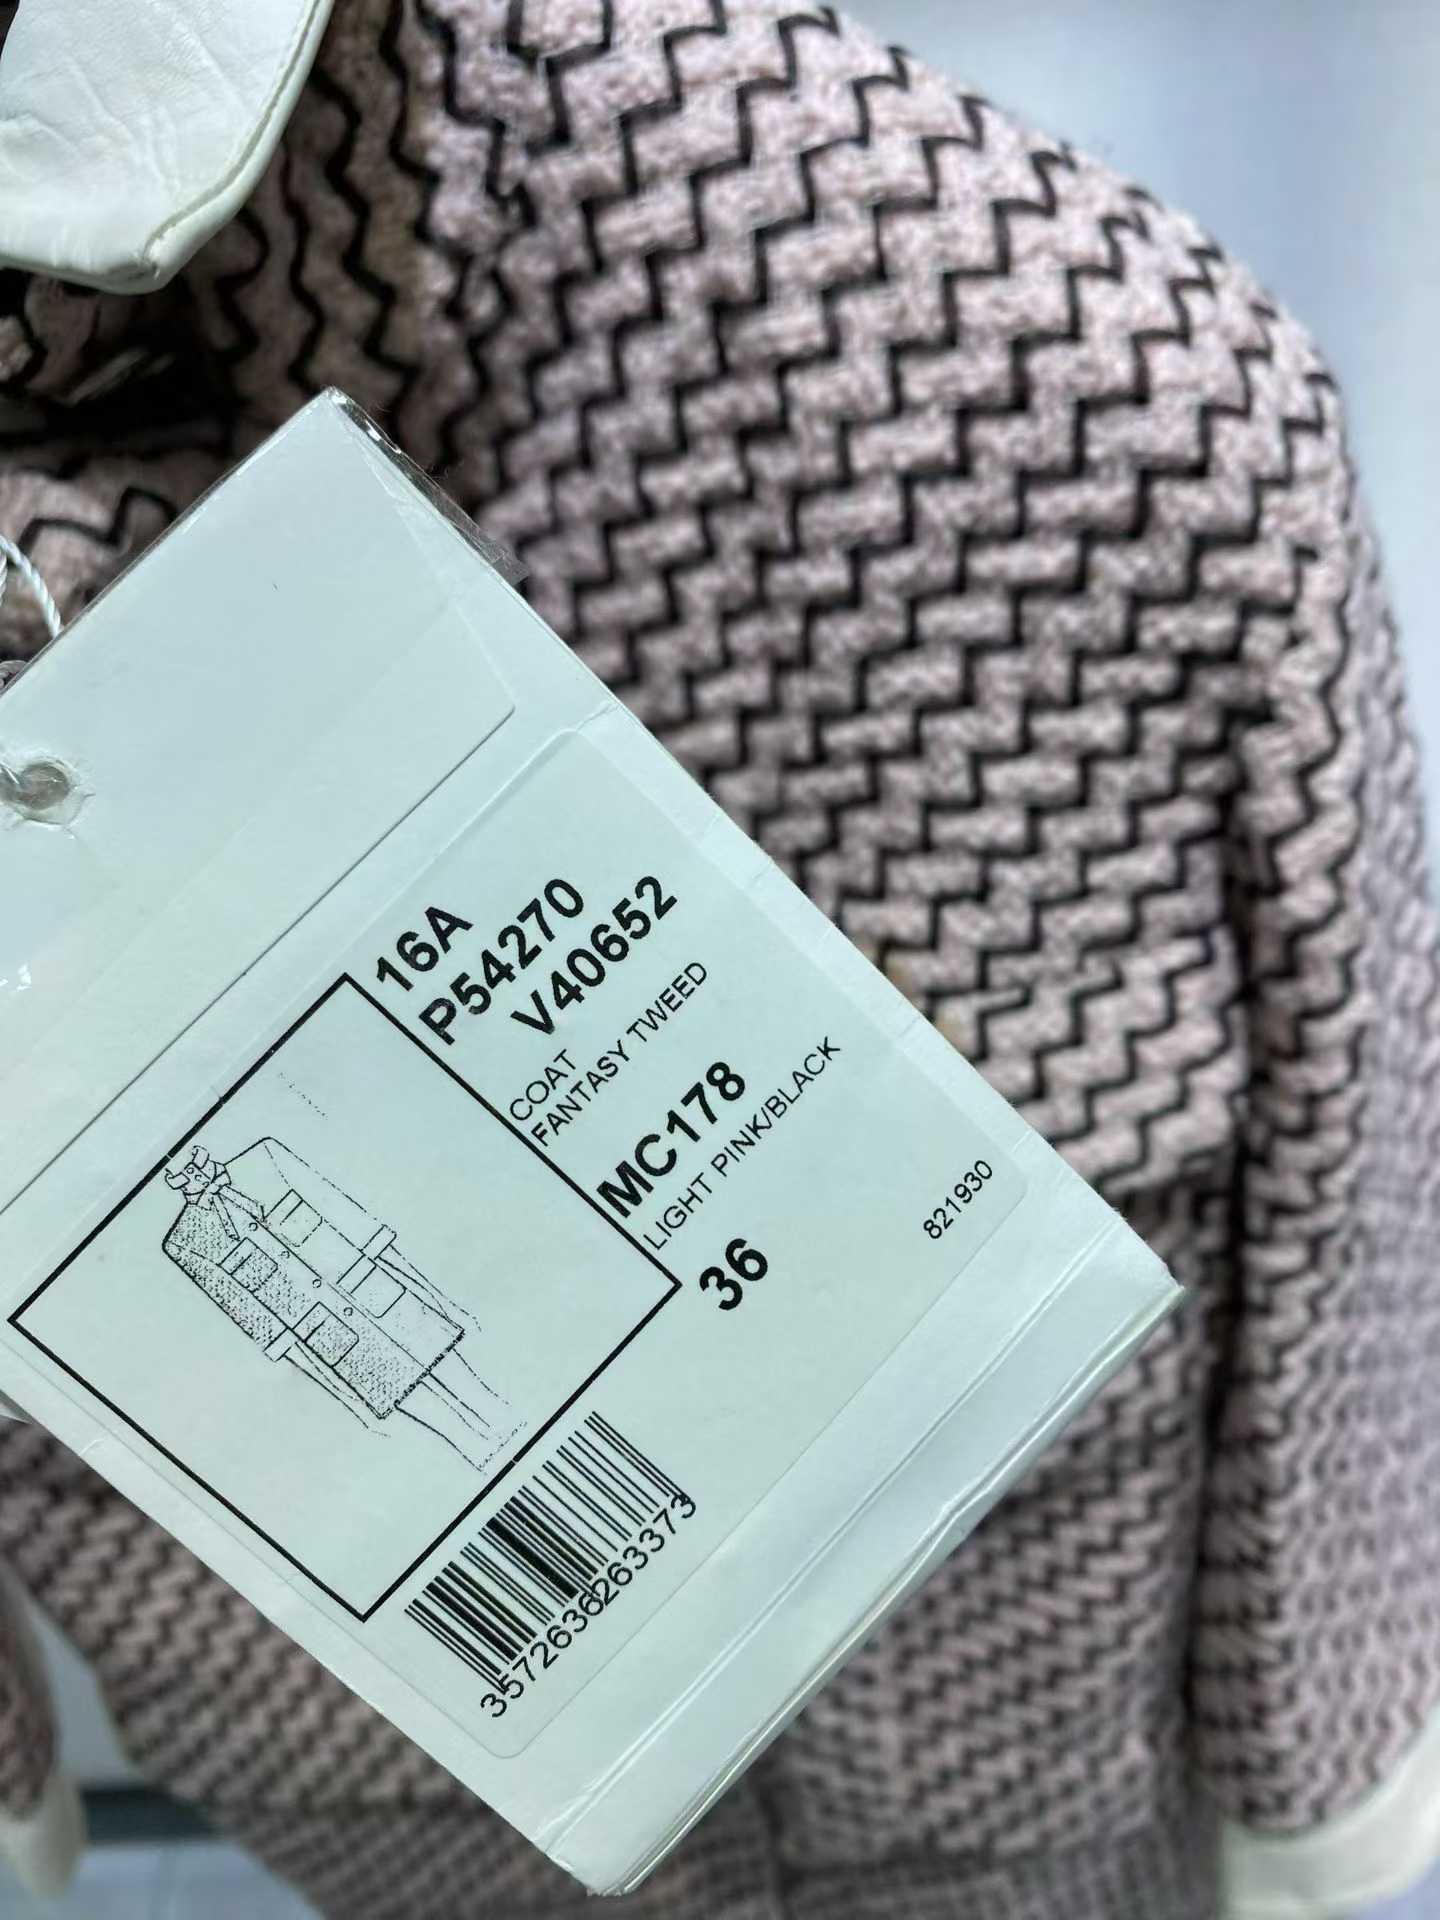 16A
P54270
V40652
COAT
FANTASY TWEED
MC178
LIGHT PINK/BLACK
36
821930
3572636263373